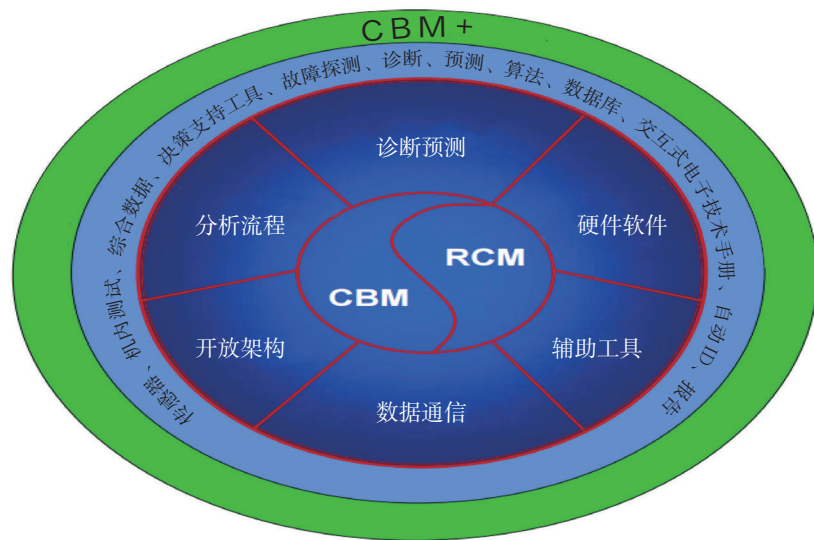 CBM+
传感器、机内测试、综合数据、决策支持工具、故障探测、诊断、预测、算法、数据库、交互式电子技术手册、自动ID、报告
诊断预测
分析流程
硬件软件
RCM
CBM
开放架构
辅助工具
数据通信